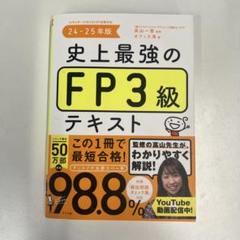 24-25年版
史上最強の
FP3級
テキスト
この1冊で
最短合格!
50万部
98.8%
監修の高山先生が、
わかりやすく
解説!
YouTube
動画配信中!